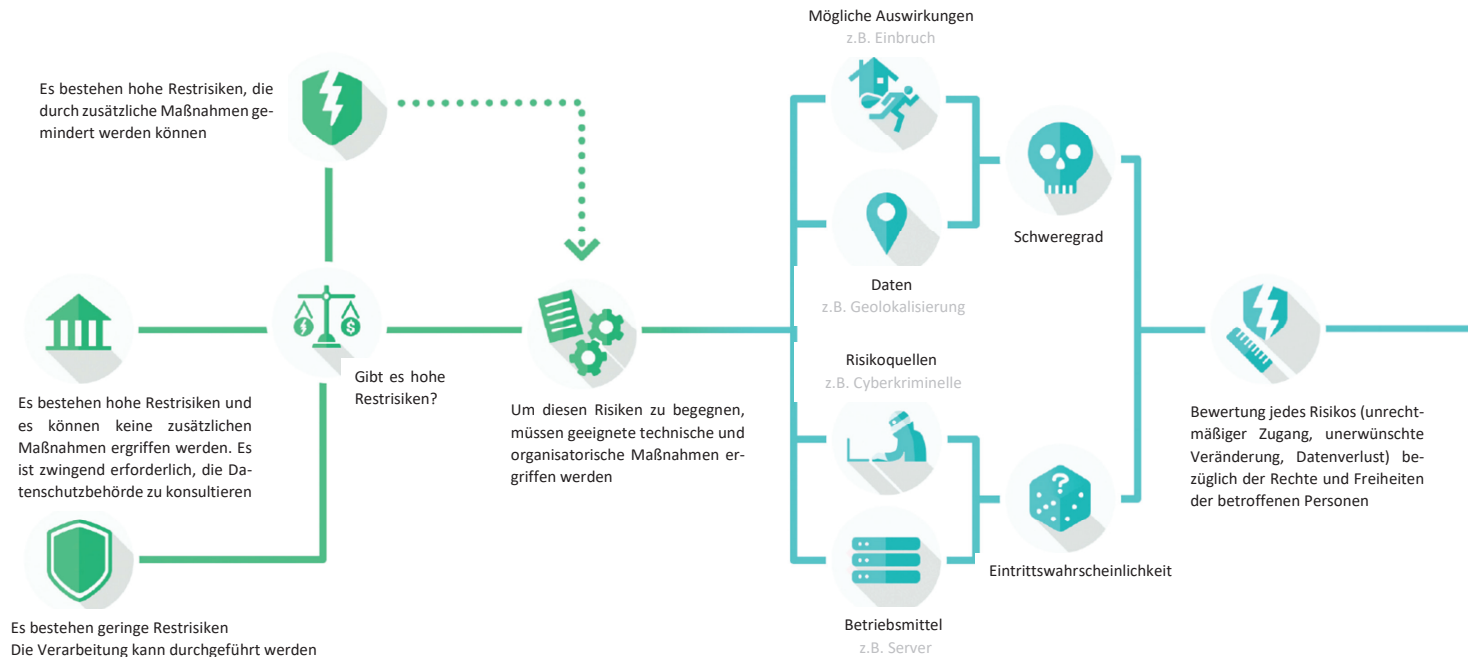 Mögliche Auswirkungen
z.B. Einbruch
Es bestehen hohe Restrisiken, die
durch zusätzliche Maßnahmen ge-
mindert werden können
Schweregrad
Daten
z.B. Geolokalisierung
Risikoquellen
z.B. Cyberkriminelle
Gibt es hohe
Restrisiken?
Es bestehen hohe Restrisiken und
es können keine zusätzlichen
Maßnahmen ergriffen werden. Es
ist zwingend erforderlich, die Da-
tenschutzbehörde zu konsultieren
Um diesen Risiken zu begegnen,
müssen geeignete technische und
organisatorische Maßnahmen er-
griffen werden
Bewertung jedes Risikos (unrecht-
mäßiger Zugang, unerwünschte
Veränderung, Datenverlust) be-
züglich der Rechte und Freiheiten
der betroffenen Personen
Eintrittswahrscheinlichkeit
Es bestehen geringe Restrisiken
Die Verarbeitung kann durchgeführt werden
Betriebsmittel
z.B. Server